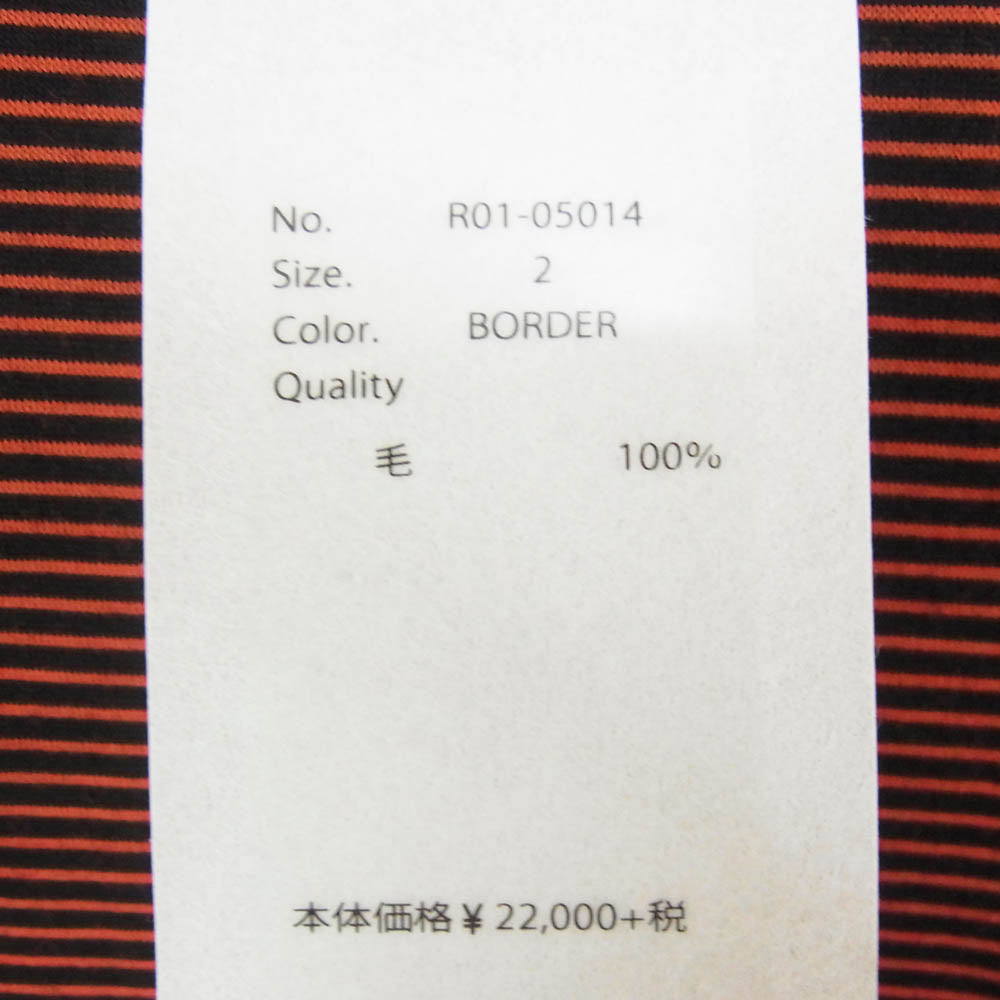 No. R01-05014
Size. 2
Color. BORDER
Quality
毛 100%
本体価格¥ 22,000+税